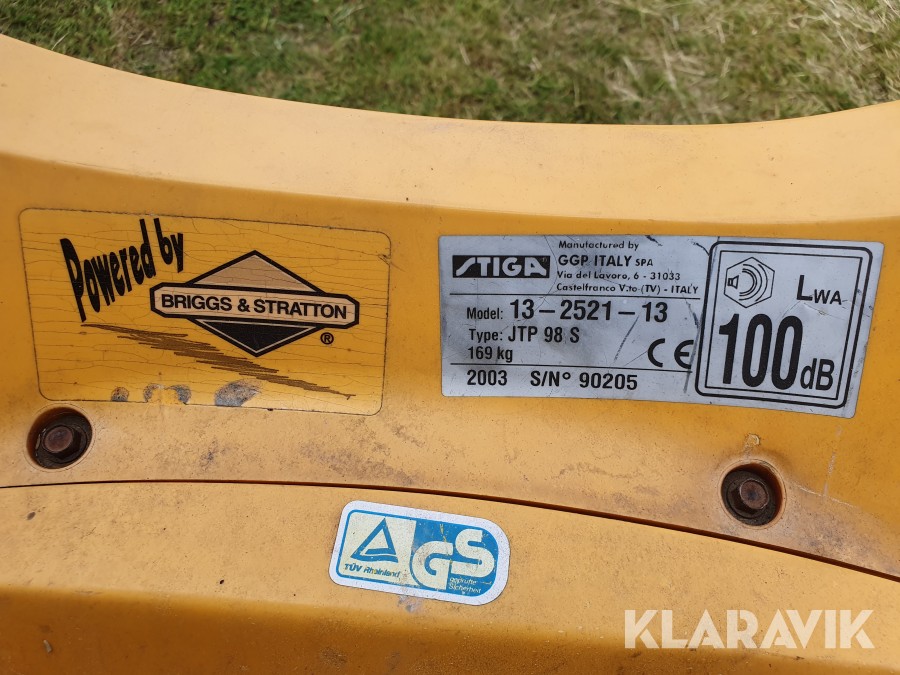 Powered by
BRIGGS & STRATTON
®
STIGA
Manufactured by
GGP ITALY SPA
Via del Lavoro, 6 - 31033
Castelfranco V.to (TV) - ITALY
Model: 13-2521-13
Type: JTP 98 S
169 kg
CE
2003 S/N° 90205
LWA
100dB
TÜV Rheinland
GS
geprüfte
Sicherheit
KLARAVIK